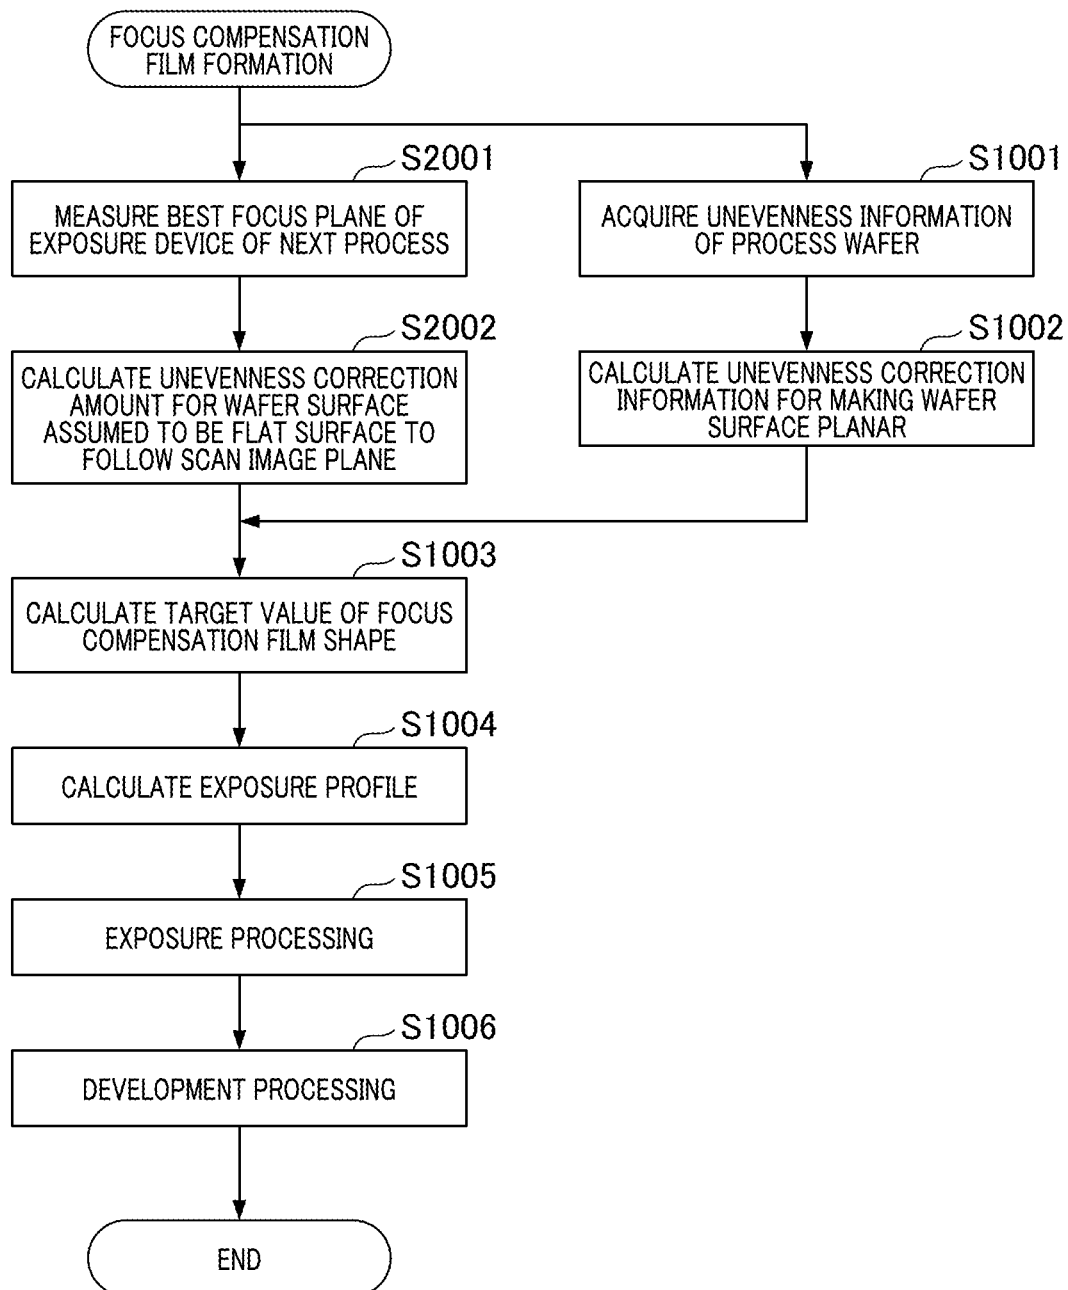 FOCUS COMPENSATION
FILM FORMATION
S2001
MEASURE BEST FOCUS PLANE OF
EXPOSURE DEVICE OF NEXT PROCESS
S1001
ACQUIRE UNEVENNESS INFORMATION
OF PROCESS WAFER
S2002
CALCULATE UNEVENNESS CORRECTION
AMOUNT FOR WAFER SURFACE
ASSUMED TO BE FLAT SURFACE TO
FOLLOW SCAN IMAGE PLANE
S1002
CALCULATE UNEVENNESS CORRECTION
INFORMATION FOR MAKING WAFER
SURFACE PLANAR
S1003
CALCULATE TARGET VALUE OF FOCUS
COMPENSATION FILM SHAPE
S1004
CALCULATE EXPOSURE PROFILE
S1005
EXPOSURE PROCESSING
S1006
DEVELOPMENT PROCESSING
END